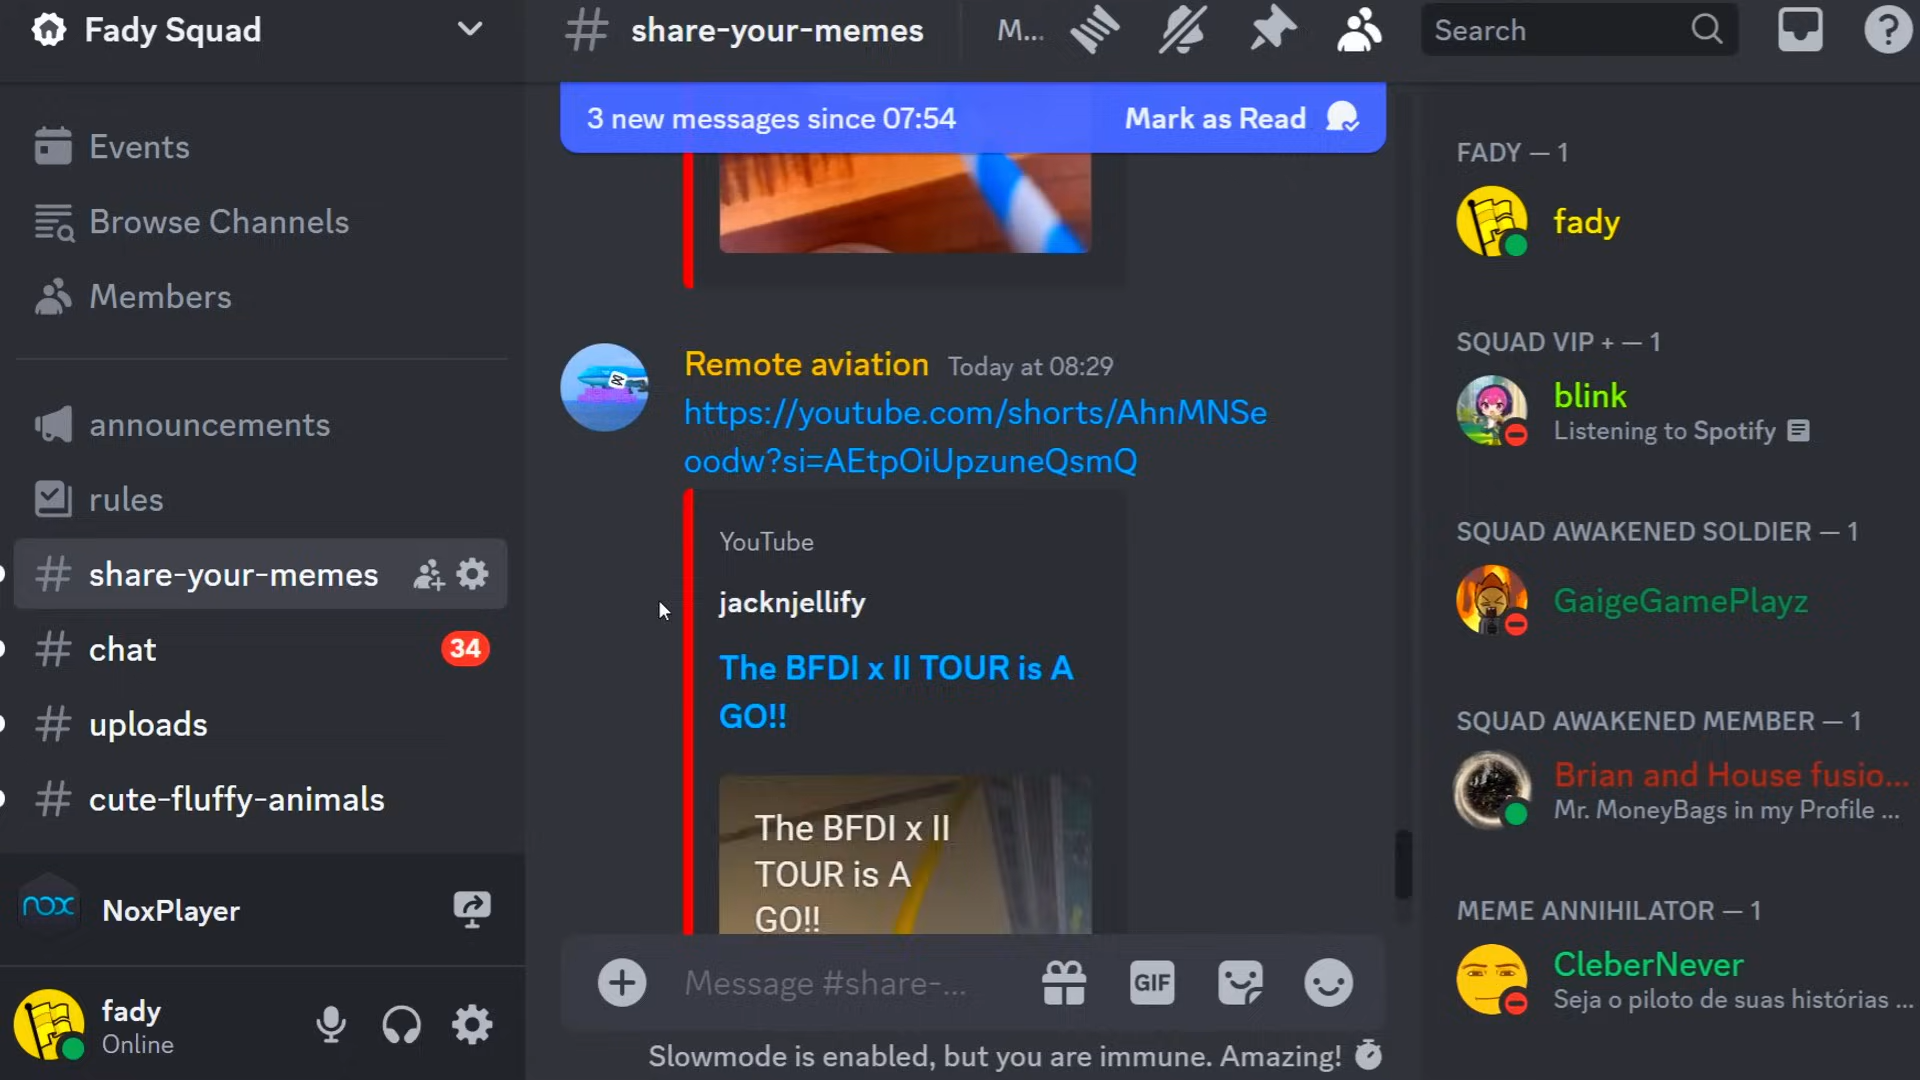 Fady Squad
Events
Browse Channels
Members
announcements
rules
share-your-memes
chat
34
uploads
cute-fluffy-animals
nox
NoxPlayer
fady
Online
share-your-memes
M...
3 new messages since 07:54
Mark as Read
Remote aviation Today at 08:29
https://youtube.com/shorts/AhnMNSe
oodw?si=AEtpOiUpzuneQsmQ
YouTube
jacknjellify
The BFDI x II TOUR is A
GO!!
The BFDI x II
TOUR is A
GO!!
Message #share-...
GIF
Slowmode is enabled, but you are immune. Amazing!
Search
FADY — 1
fady
SQUAD VIP + — 1
blink
Listening to Spotify
SQUAD AWAKENED SOLDIER — 1
GaigeGamePlayz
SQUAD AWAKENED MEMBER — 1
Brian and House fusio...
Mr. MoneyBags in my Profile ...
MEME ANNIHILATOR — 1
CleberNever
Seja o piloto de suas histórias ...